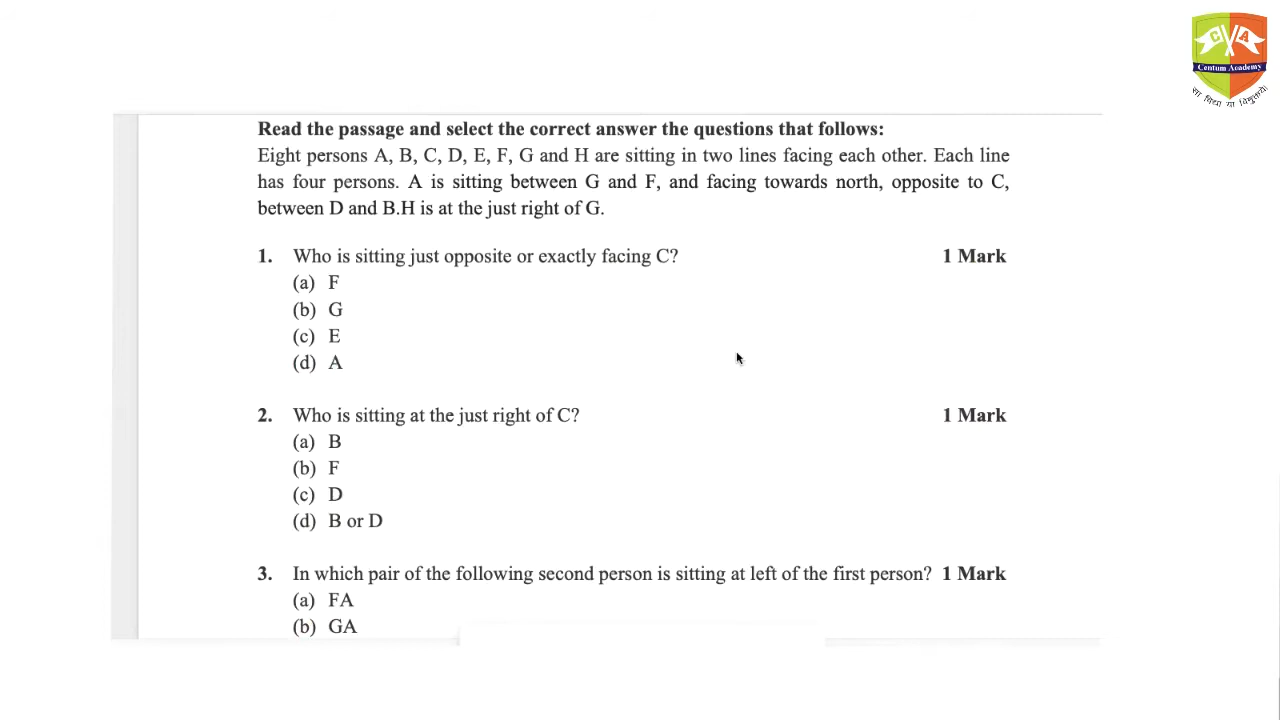 C A
Centum Academy
सा विद्या या विमुक्तये
Read the passage and select the correct answer the questions that follows:
Eight persons A, B, C, D, E, F, G and H are sitting in two lines facing each other. Each line
has four persons. A is sitting between G and F, and facing towards north, opposite to C,
between D and B.H is at the just right of G.
1. Who is sitting just opposite or exactly facing C? 1 Mark
(a) F
(b) G
(c) E
(d) A
2. Who is sitting at the just right of C? 1 Mark
(a) B
(b) F
(c) D
(d) B or D
3. In which pair of the following second person is sitting at left of the first person? 1 Mark
(a) FA
(b) GA